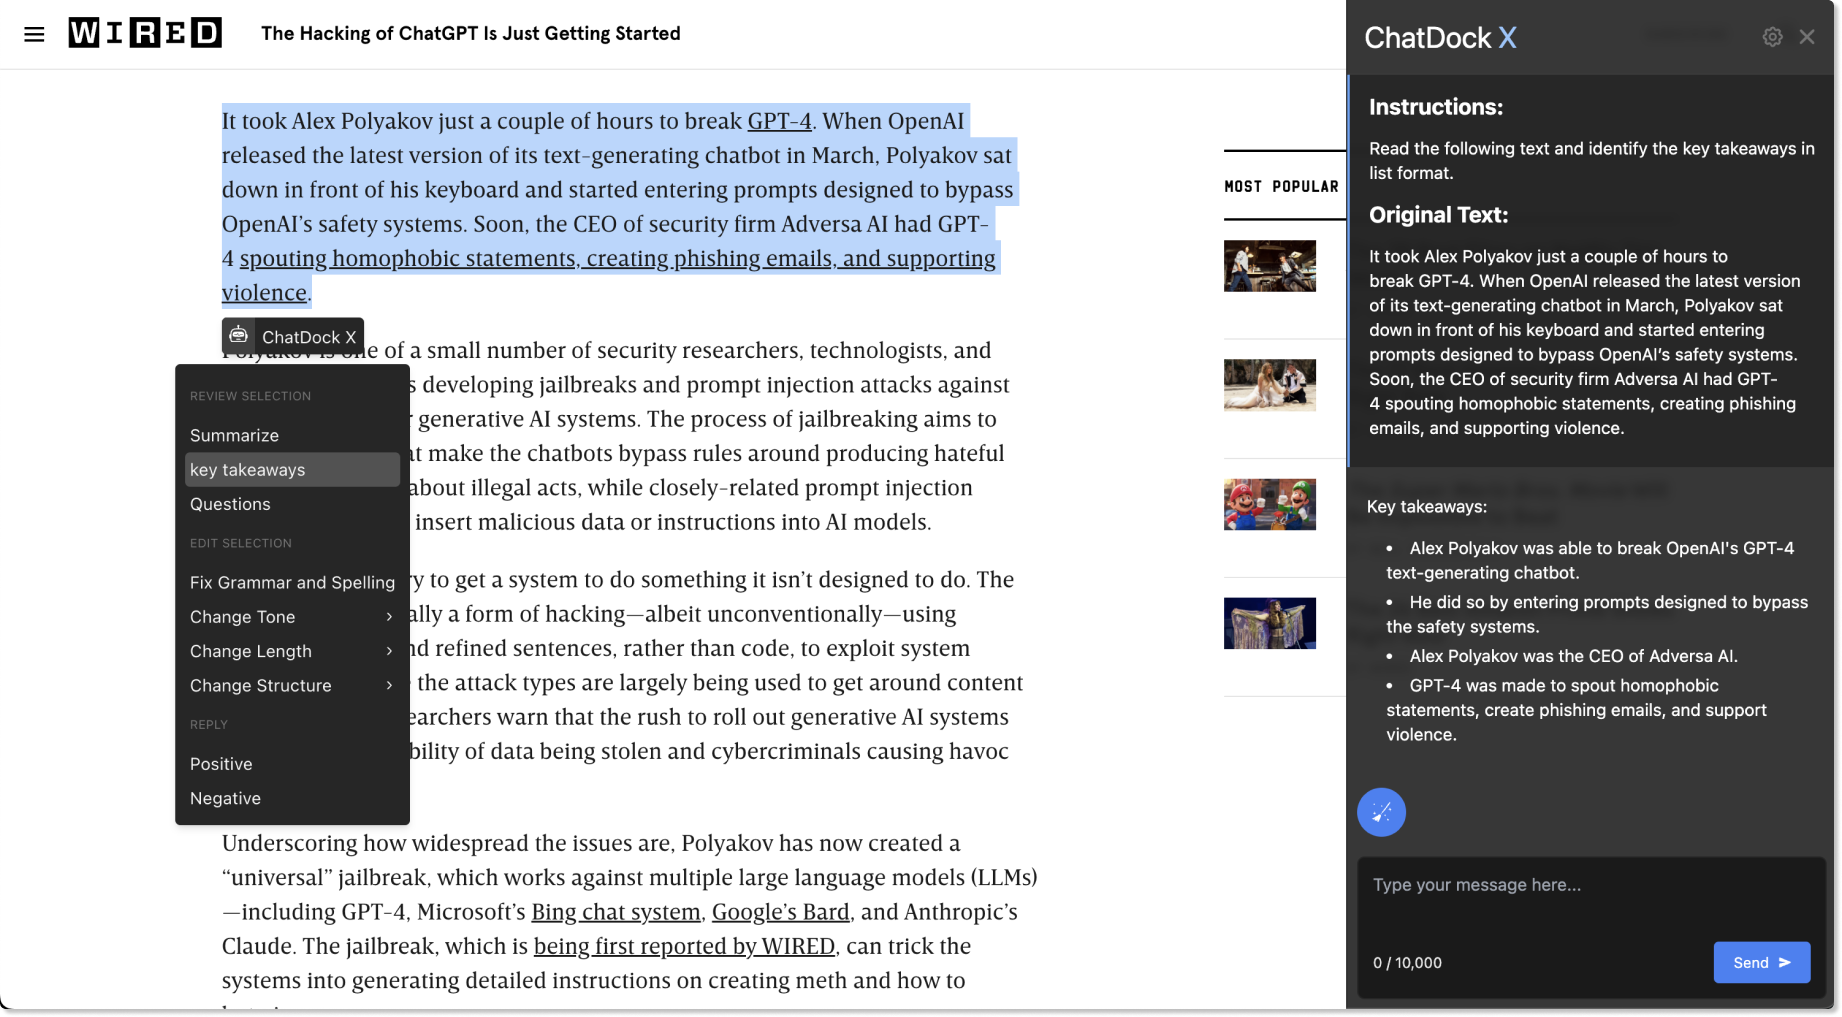 WIRED
The Hacking of ChatGPT Is Just Getting Started
It took Alex Polyakov just a couple of hours to break GPT-4. When OpenAI
released the latest version of its text-generating chatbot in March, Polyakov sat
down in front of his keyboard and started entering prompts designed to bypass
OpenAI’s safety systems. Soon, the CEO of security firm Adversa AI had GPT-
4 spouting homophobic statements, creating phishing emails, and supporting
violence.
ChatDock X
of a small number of security researchers, technologists, and
developing jailbreaks and prompt injection attacks against
generative AI systems. The process of jailbreaking aims to
make the chatbots bypass rules around producing hateful
about illegal acts, while closely-related prompt injection
insert malicious data or instructions into AI models.
to get a system to do something it isn’t designed to do. The
a form of hacking—albeit unconventionally—using
refined sentences, rather than code, to exploit system
the attack types are largely being used to get around content
warn that the rush to roll out generative AI systems
of data being stolen and cybercriminals causing havoc
REVIEW SELECTION
Summarize
key takeaways
Questions
EDIT SELECTION
Fix Grammar and Spelling
Change Tone
Change Length
Change Structure
REPLY
Positive
Negative
Underscoring how widespread the issues are, Polyakov has now created a
“universal” jailbreak, which works against multiple large language models (LLMs)
—including GPT-4, Microsoft’s Bing chat system, Google’s Bard, and Anthropic’s
Claude. The jailbreak, which is being first reported by WIRED, can trick the
systems into generating detailed instructions on creating meth and how to
MOST POPULAR
ChatDock X
Instructions:
Read the following text and identify the key takeaways in
list format.
Original Text:
It took Alex Polyakov just a couple of hours to
break GPT-4. When OpenAI released the latest version
of its text-generating chatbot in March, Polyakov sat
down in front of his keyboard and started entering
prompts designed to bypass OpenAI’s safety systems.
Soon, the CEO of security firm Adversa AI had GPT-
4 spouting homophobic statements, creating phishing
emails, and supporting violence.
Key takeaways:
• Alex Polyakov was able to break OpenAI's GPT-4
text-generating chatbot.
• He did so by entering prompts designed to bypass
the safety systems.
• Alex Polyakov was the CEO of Adversa AI.
• GPT-4 was made to spout homophobic
statements, create phishing emails, and support
violence.
Type your message here...
0 / 10,000
Send